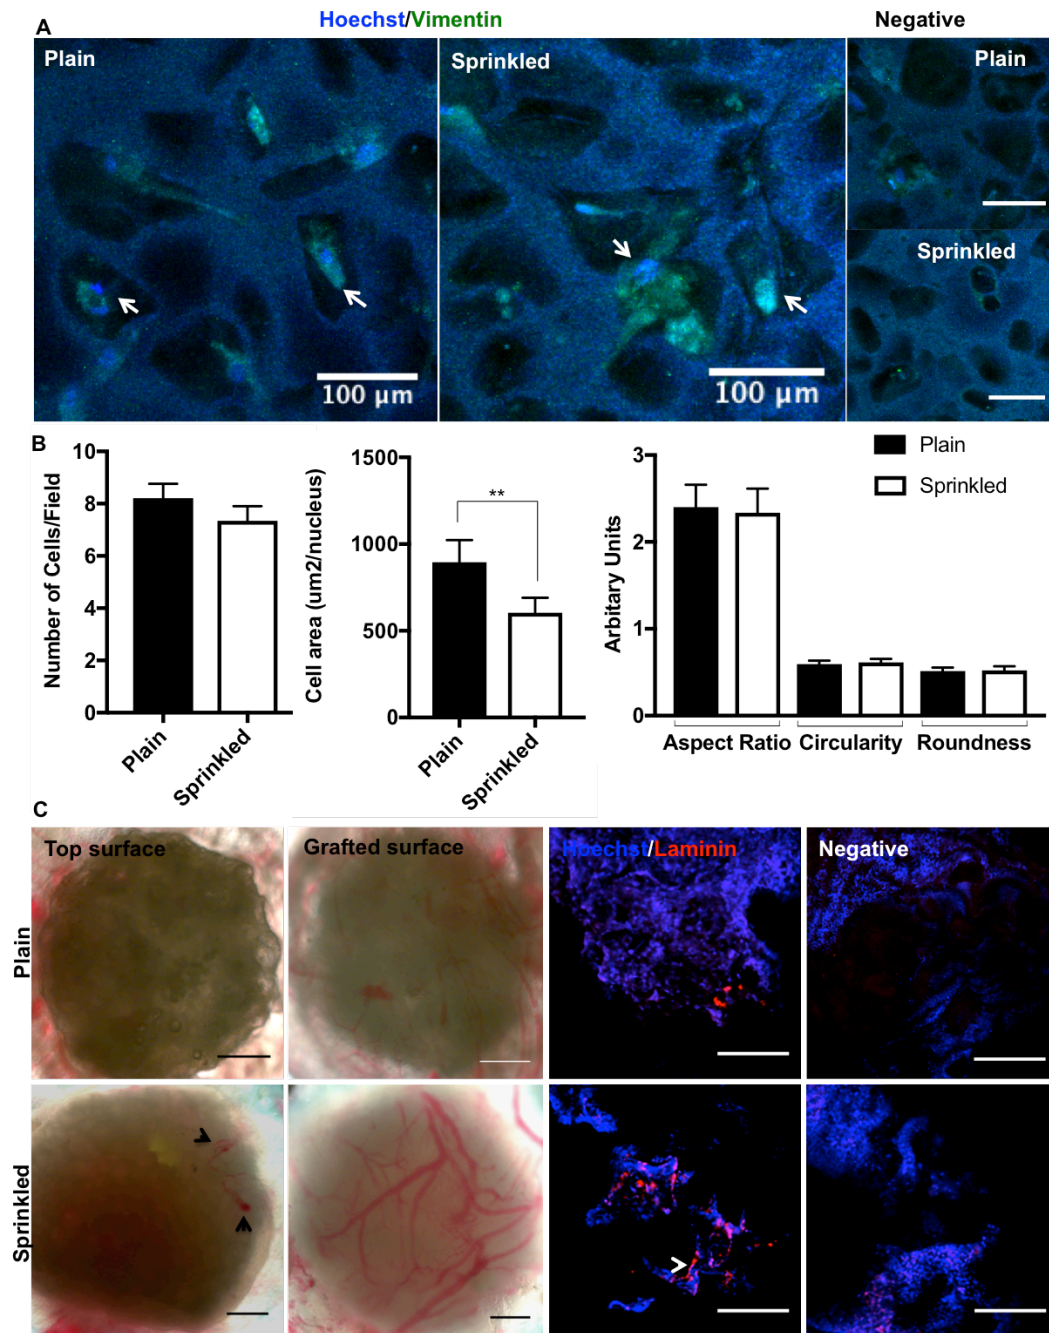 A
Hoechst/Vimentin
Negative
Plain
Sprinkled
Plain
Sprinkled
100 µm
100 µm
B
Number of Cells/Field
10
8
6
4
2
0
Plain
Sprinkled
Cell area (um2/nucleus)
1500
1000
500
0
**
Plain
Sprinkled
Arbitary Units
3
2
1
0
Aspect Ratio
Circularity
Roundness
Plain
Sprinkled
C
Top surface
Grafted surface
Hoechst/Laminin
Negative
Plain
Sprinkled